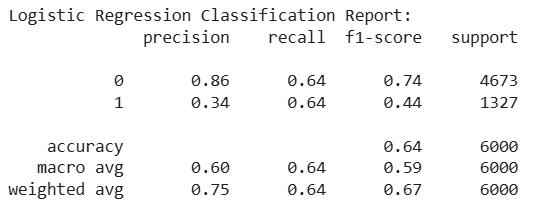 Logistic Regression Classification Report:
precision recall f1-score support
0 0.86 0.64 0.74 4673
1 0.34 0.64 0.44 1327
accuracy 0.64 6000
macro avg 0.60 0.64 0.59 6000
weighted avg 0.75 0.64 0.67 6000